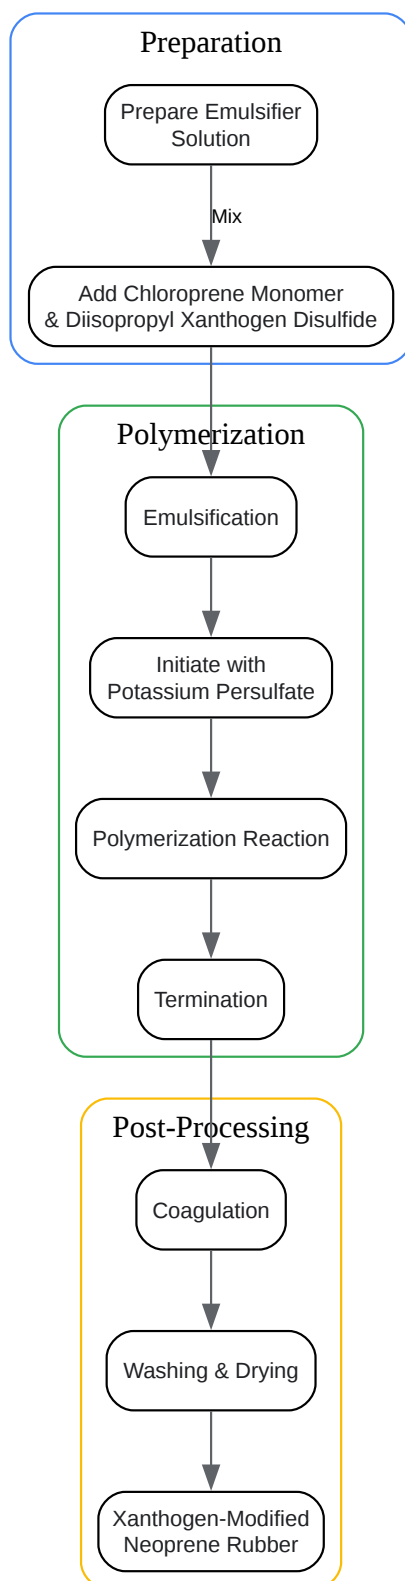 Preparation
Prepare Emulsifier
Solution
Mix
Add Chloroprene Monomer
& Diisopropyl Xanthogen Disulfide
Polymerization
Emulsification
Initiate with
Potassium Persulfate
Polymerization Reaction
Termination
Post-Processing
Coagulation
Washing & Drying
Xanthogen-Modified
Neoprene Rubber